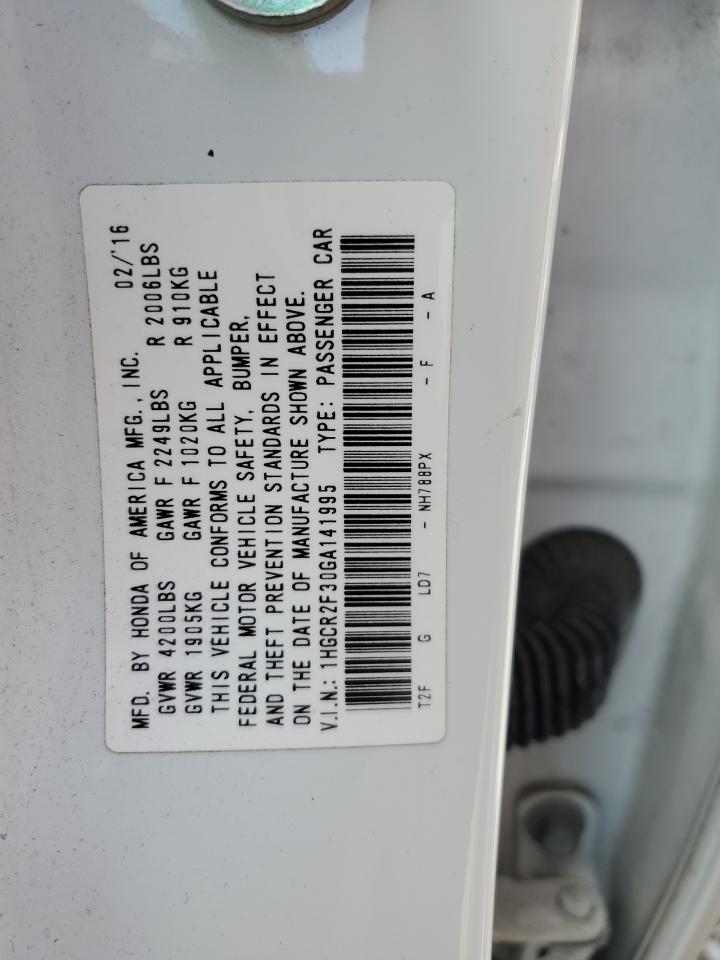 MFD. BY HONDA OF AMERICA MFG., INC. 02/'16
GVWR 4200LBS GAWR F 2249LBS R 2006LBS
GVWR 1905KG GAWR F 1020KG R 910KG
THIS VEHICLE CONFORMS TO ALL APPLICABLE
FEDERAL MOTOR VEHICLE SAFETY, BUMPER,
AND THEFT PREVENTION STANDARDS IN EFFECT
ON THE DATE OF MANUFACTURE SHOWN ABOVE.
V.I.N.: 1HGCR2F30GA141995 TYPE: PASSENGER CAR
T2F G LD7 - NH788PX - F - A